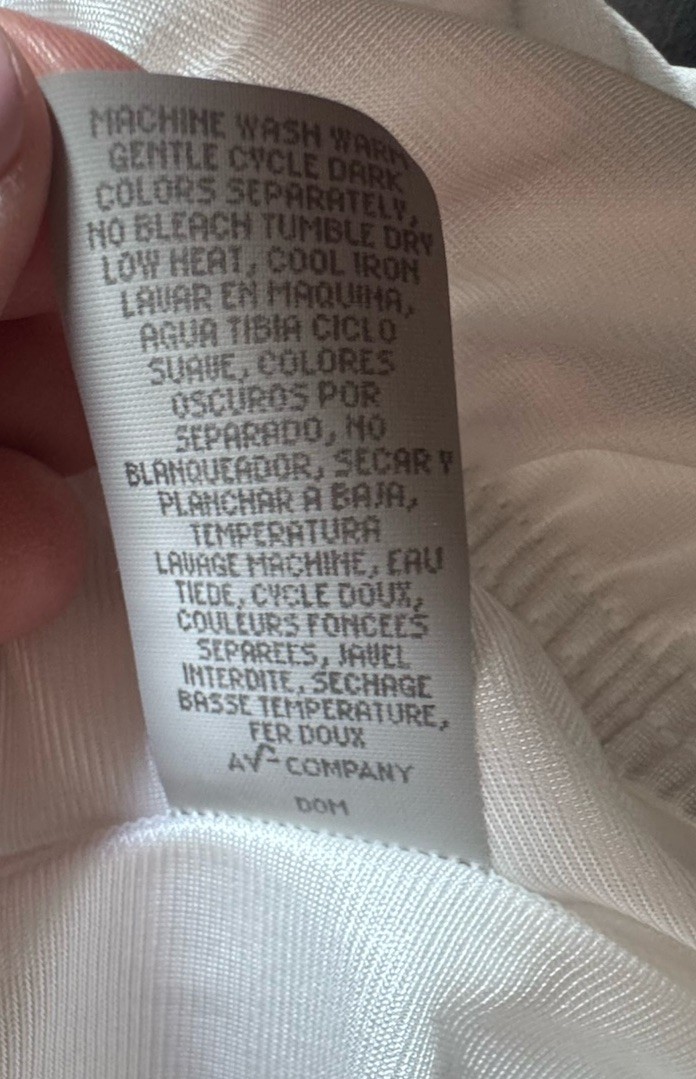 MACHINE WASH WARM
GENTLE CYCLE DARK
COLORS SEPARATELY,
NO BLEACH TUMBLE DRY
LOW HEAT, COOL IRON
LAVAR EN MAQUINA,
AGUA TIBIA CICLO
SUAVE, COLORES
OSCUROS POR
SEPARADO, NO
BLANQUEADOR, SECAR Y
PLANCHAR A BAJA,
TEMPERATURA
LAVAGE MACHINE, EAU
TIEDE, CYCLE DOUX,
COULEURS FONCEES
SEPAREES, JAVEL
INTERDITE, SECHAGE
BASSE TEMPERATURE,
FER DOUX
COMPANY
DOM